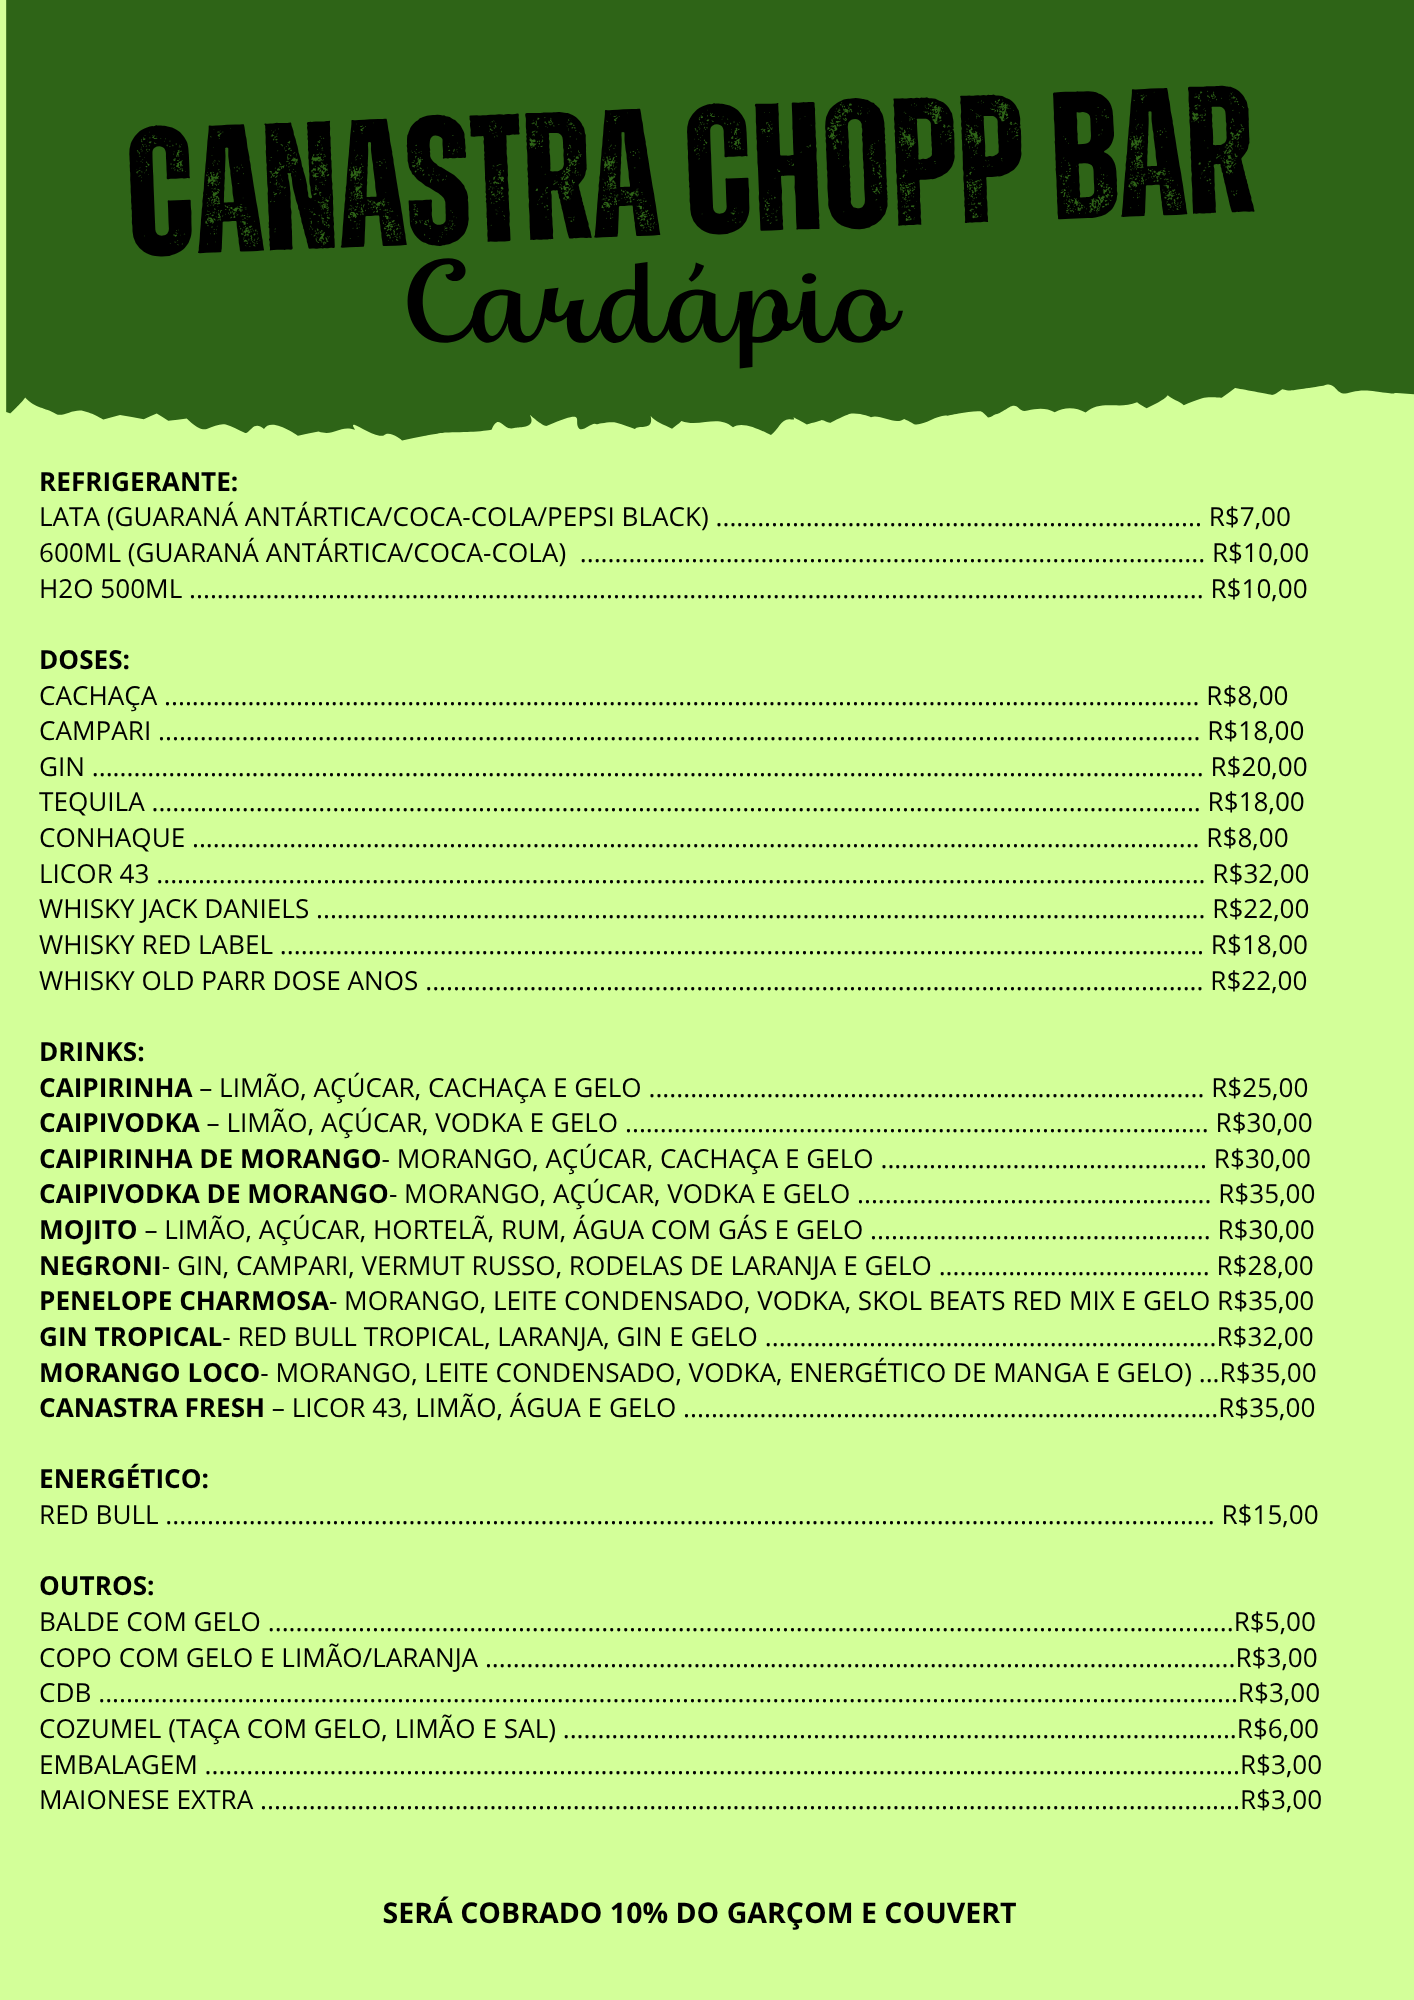 CANASTRA CHOPP BAR
Cardápio
REFRIGERANTE:
LATA (GUARANÁ ANTÁRTICA/COCA-COLA/PEPSI BLACK) ...................................................................... R$7,00
600ML (GUARANÁ ANTÁRTICA/COCA-COLA) .......................................................................................... R$10,00
H2O 500ML .................................................................................................................................................. R$10,00
DOSES:
CACHAÇA ..................................................................................................................................................... R$8,00
CAMPARI ...................................................................................................................................................... R$18,00
GIN ................................................................................................................................................................ R$20,00
TEQUILA ....................................................................................................................................................... R$18,00
CONHAQUE ................................................................................................................................................. R$8,00
LICOR 43 ....................................................................................................................................................... R$32,00
WHISKY JACK DANIELS ................................................................................................................................ R$22,00
WHISKY RED LABEL ..................................................................................................................................... R$18,00
WHISKY OLD PARR DOSE ANOS ................................................................................................................ R$22,00
DRINKS:
CAIPIRINHA – LIMÃO, AÇÚCAR, CACHAÇA E GELO ................................................................................ R$25,00
CAIPIVODKA – LIMÃO, AÇÚCAR, VODKA E GELO .................................................................................... R$30,00
CAIPIRINHA DE MORANGO- MORANGO, AÇÚCAR, CACHAÇA E GELO ............................................... R$30,00
CAIPIVODKA DE MORANGO- MORANGO, AÇÚCAR, VODKA E GELO ................................................... R$35,00
MOJITO – LIMÃO, AÇÚCAR, HORTELÃ, RUM, ÁGUA COM GÁS E GELO ................................................. R$30,00
NEGRONI- GIN, CAMPARI, VERMUT RUSSO, RODELAS DE LARANJA E GELO ....................................... R$28,00
PENELOPE CHARMOSA- MORANGO, LEITE CONDENSADO, VODKA, SKOL BEATS RED MIX E GELO R$35,00
GIN TROPICAL- RED BULL TROPICAL, LARANJA, GIN E GELO .................................................................R$32,00
MORANGO LOCO- MORANGO, LEITE CONDENSADO, VODKA, ENERGÉTICO DE MANGA E GELO) ...R$35,00
CANASTRA FRESH – LICOR 43, LIMÃO, ÁGUA E GELO .............................................................................R$35,00
ENERGÉTICO:
RED BULL ....................................................................................................................................................... R$15,00
OUTROS:
BALDE COM GELO ...........................................................................................................................................R$5,00
COPO COM GELO E LIMÃO/LARANJA ............................................................................................................R$3,00
CDB ....................................................................................................................................................................R$3,00
COZUMEL (TAÇA COM GELO, LIMÃO E SAL) .................................................................................................R$6,00
EMBALAGEM .....................................................................................................................................................R$3,00
MAIONESE EXTRA .............................................................................................................................................R$3,00
SERÁ COBRADO 10% DO GARÇOM E COUVERT